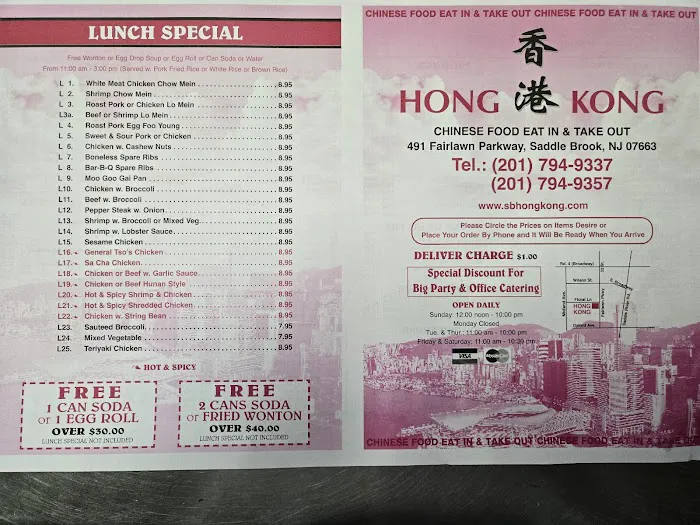 LUNCH SPECIAL
Free Wonton or Egg Drop Soup or Egg Roll or Can Soda or Water
From 11:00 am - 3:00 pm (Served w. Pork Fried Rice or White Rice or Brown Rice)
L 1. White Meat Chicken Chow Mein 8.95
L 2. Shrimp Chow Mein 8.95
L 3. Roast Pork or Chicken Lo Mein 8.95
L3a. Beef or Shrimp Lo Mein 8.95
L 4. Roast Pork Egg Foo Young 8.95
L 5. Sweet & Sour Pork or Chicken 8.95
L 6. Chicken w. Cashew Nuts 8.95
L 7. Boneless Spare Ribs 8.95
L 8. Bar-B-Q Spare Ribs 8.95
L 9. Moo Goo Gai Pan 8.95
L10. Chicken w. Broccoli 8.95
L11. Beef w. Broccoli 8.95
L12. Pepper Steak w. Onion 8.95
L13. Shrimp w. Broccoli or Mixed Veg. 8.95
L14. Shrimp w. Lobster Sauce 8.95
L15. Sesame Chicken 8.95
L16. General Tso's Chicken 8.95
L17. Sa Cha Chicken 8.95
L18. Chicken or Beef w. Garlic Sauce 8.95
L19. Chicken or Beef Hunan Style 8.95
L20. Hot & Spicy Shrimp & Chicken 8.95
L21. Hot & Spicy Shredded Chicken 8.95
L22. Chicken w. String Bean 8.95
L23. Sauteed Broccoli 7.95
L24. Mixed Vegetable 7.95
L25. Teriyaki Chicken 8.95
HOT & SPICY
FREE
1 CAN SODA
or 1 EGG ROLL
OVER $30.00
LUNCH SPECIAL NOT INCLUDED
FREE
2 CANS SODA
or FRIED WONTON
OVER $40.00
LUNCH SPECIAL NOT INCLUDED
CHINESE FOOD EAT IN & TAKE OUT CHINESE FOOD EAT IN & TAKE OUT
香港
HONG KONG
CHINESE FOOD EAT IN & TAKE OUT
491 Fairlawn Parkway, Saddle Brook, NJ 07663
Tel.: (201) 794-9337
(201) 794-9357
www.sbhongkong.com
Please Circle the Prices on Items Desire or
Place Your Order By Phone and It Will Be Ready When You Arrive
DELIVER CHARGE $1.00
Special Discount For
Big Party & Office Catering
OPEN DAILY
Sunday: 12:00 noon - 10:00 pm
Monday Closed
Tue. & Thur.: 11:00 am - 10:00 pm
Friday & Saturday: 11:00 am - 10:30 pm
VISA
MasterCard
Rd. 4 (Broadway)
HONG
KONG
CHINESE FOOD EAT IN & TAKE OUT CHINESE FOOD EAT IN & TAKE OUT